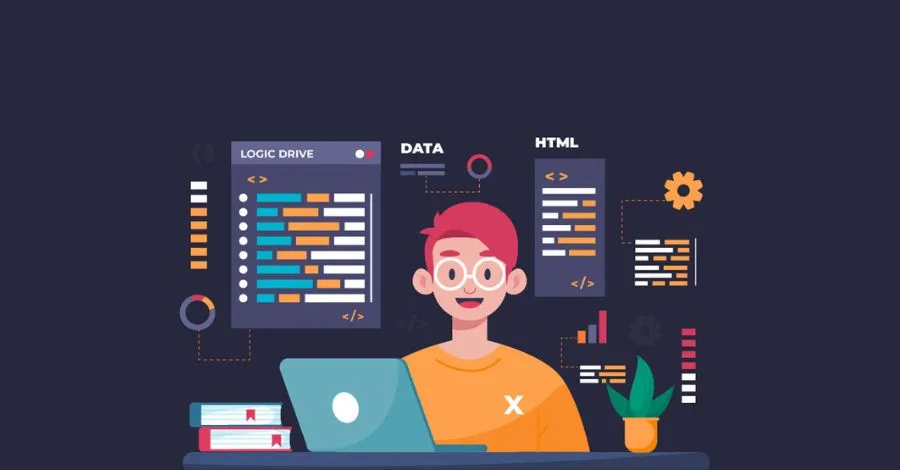 LOGIC DRIVE
DATA
HTML
< >
< >
</>
</>
X